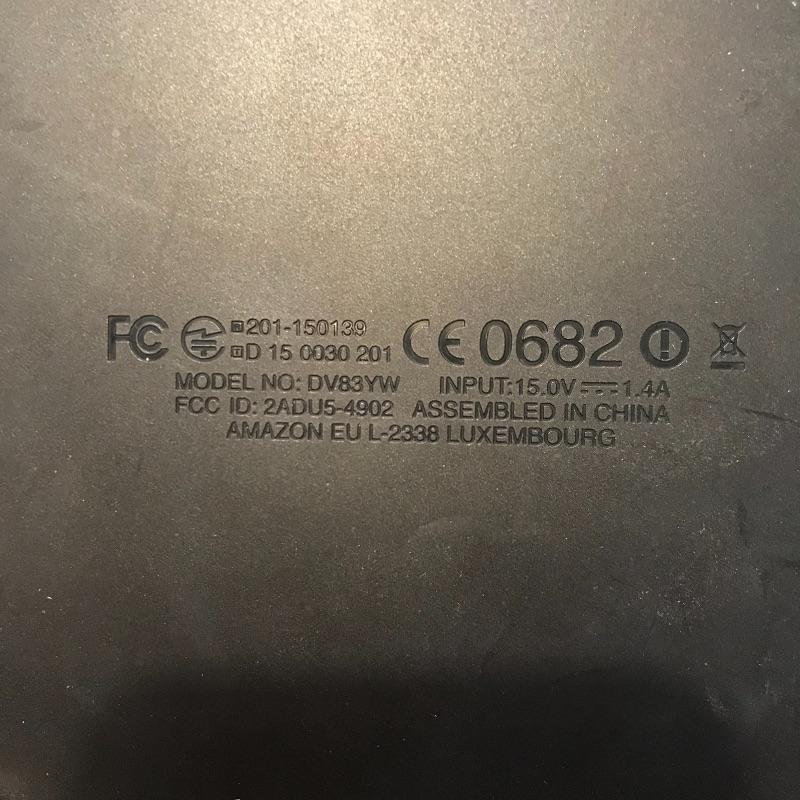 FC 201-150139 CE 0682
D 15 0030 201
MODEL NO: DV83YW INPUT:15.0V⎓1.4A
FCC ID: 2ADU5-4902 ASSEMBLED IN CHINA
AMAZON EU L-2338 LUXEMBOURG